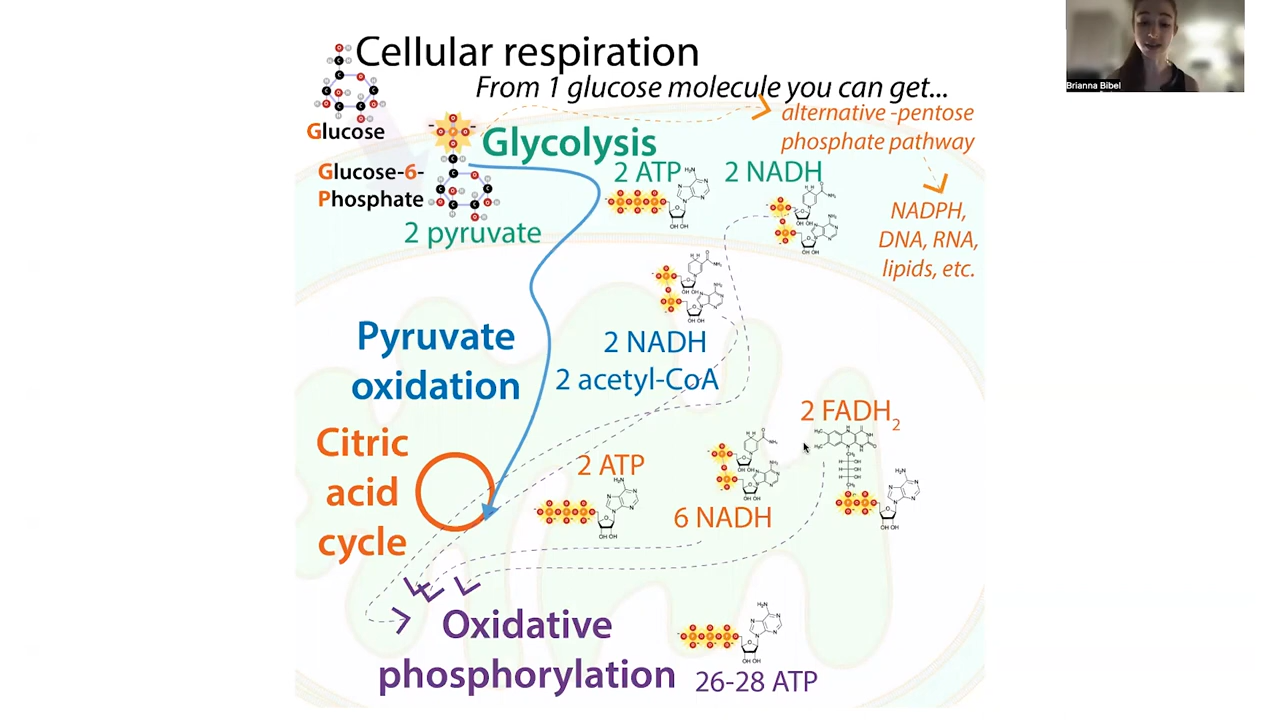 Cellular respiration
From 1 glucose molecule you can get...
Brianna Bibel
Glucose
alternative -pentose
phosphate pathway
Glycolysis
Glucose-6-
Phosphate
2 ATP
2 NADH
2 pyruvate
NADPH,
DNA, RNA,
lipids, etc.
Pyruvate
oxidation
2 NADH
2 acetyl-CoA
Citric
acid
cycle
2 ATP
6 NADH
2 FADH2
Oxidative
phosphorylation
26-28 ATP